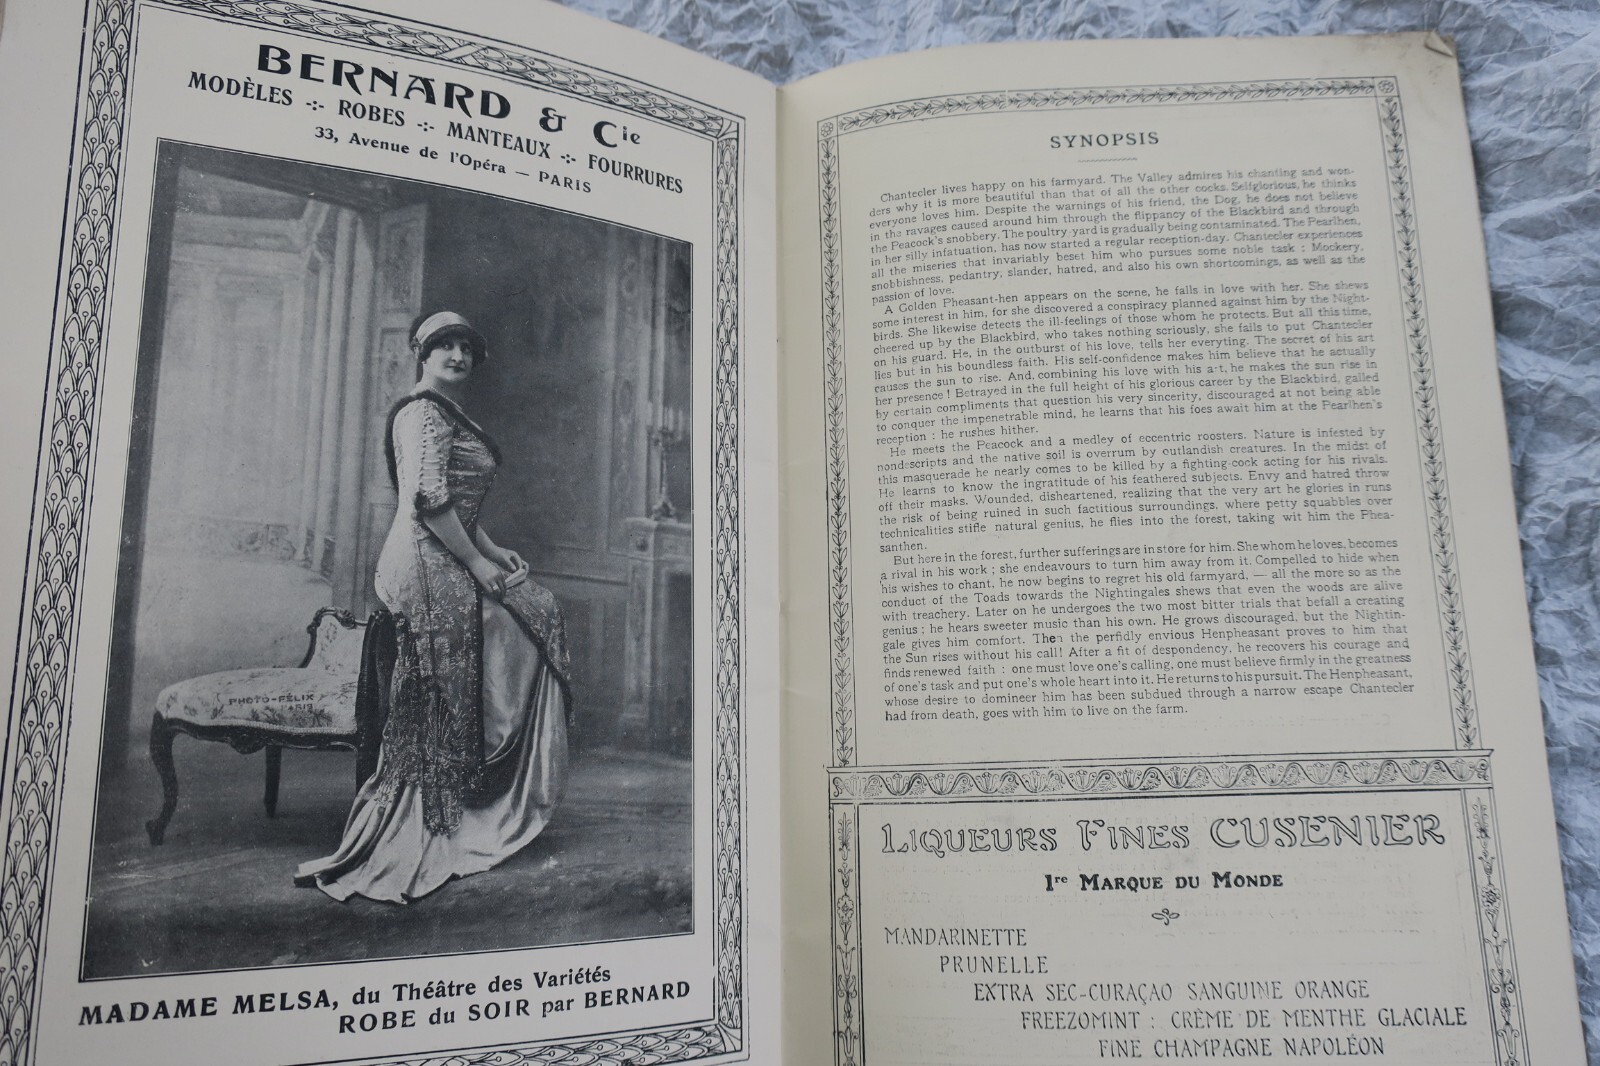 BERNARD & Cie
MODÈLES -:- ROBES -:- MANTEAUX -:- FOURRURES
33, Avenue de l'Opéra — PARIS
PHOTO-FÉLIX
PARIS
MADAME MELSA, du Théâtre des Variétés
ROBE du SOIR par BERNARD
SYNOPSIS
Chantecler lives happy on his farmyard. The Valley admires his chanting and won-
ders why it is more beautiful than that of all the other cocks. Selfglorious, he thinks
everyone loves him. Despite the warnings of his friend, the Dog, he does not believe
in the ravages caused around him through the flippancy of the Blackbird and through
the Peacock's snobbery. The poultry-yard is gradually being contaminated. The Pearlhen,
in her silly infatuation, has now started a regular reception-day. Chantecler experiences
all the miseries that invariably beset him who pursues some noble task : Mockery,
snobbishness, pedantry, slander, hatred, and also his own shortcomings, as well as the
passion of love.
A Golden Pheasant-hen appears on the scene, he falls in love with her. She shews
some interest in him, for she discovered a conspiracy planned against him by the Night-
birds. She likewise detects the ill-feelings of those whom he protects. But all this time,
cheered up by the Blackbird, who takes nothing seriously, she fails to put Chantecler
on his guard. He, in the outburst of his love, tells her everyting. The secret of his art
lies but in his boundless faith. His self-confidence makes him believe that he actually
causes the sun to rise. And, combining his love with his art, he makes the sun rise in
her presence ! Betrayed in the full height of his glorious career by the Blackbird, galled
by certain compliments that question his very sincerity, discouraged at not being able
to conquer the impenetrable mind, he learns that his foes await him at the Pearlhen's
reception : he rushes hither.
He meets the Peacock and a medley of eccentric roosters. Nature is infested by
nondescripts and the native soil is overrum by outlandish creatures. In the midst of
this masquerade he nearly comes to be killed by a fighting-cock acting for his rivals.
He learns to know the ingratitude of his feathered subjects. Envy and hatred throw
off their masks. Wounded, disheartened, realizing that the very art he glories in runs
the risk of being ruined in such factitious surroundings, where petty squabbles over
technicalities stifle natural genius, he flies into the forest, taking wit him the Phea-
santhen.
But here in the forest, further sufferings are in store for him. She whom he loves, becomes
a rival in his work ; she endeavours to turn him away from it. Compelled to hide when
his wishes to chant, he now begins to regret his old farmyard, — all the more so as the
conduct of the Toads towards the Nightingales shews that even the woods are alive
with treachery. Later on he undergoes the two most bitter trials that befall a creating
genius : he hears sweeter music than his own. He grows discouraged, but the Nightin-
gale gives him comfort. Then the perfidly envious Henpheasant proves to him that
the Sun rises without his call! After a fit of despondency, he recovers his courage and
finds renewed faith : one must love one's calling, one must believe firmly in the greatness
of one's task and put one's whole heart into it. He returns to his pursuit. The Henpheasant,
whose desire to domineer him has been subdued through a narrow escape Chantecler
had from death, goes with him to live on the farm.
LIQUEURS FINES CUSENIER
1re MARQUE DU MONDE
MANDARINETTE
PRUNELLE
EXTRA SEC-CURAÇAO SANGUINE ORANGE
FREEZOMINT : CRÈME DE MENTHE GLACIALE
FINE CHAMPAGNE NAPOLÉON